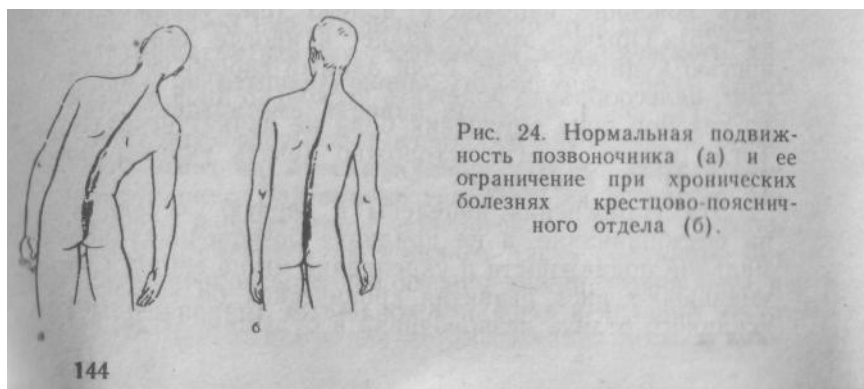 Рис. 24. Нормальная подвиж-
ность позвоночника (а) и ее
ограничение при хронических
болезнях крестцово-пояснич-
ного отдела (б).
а
б
144